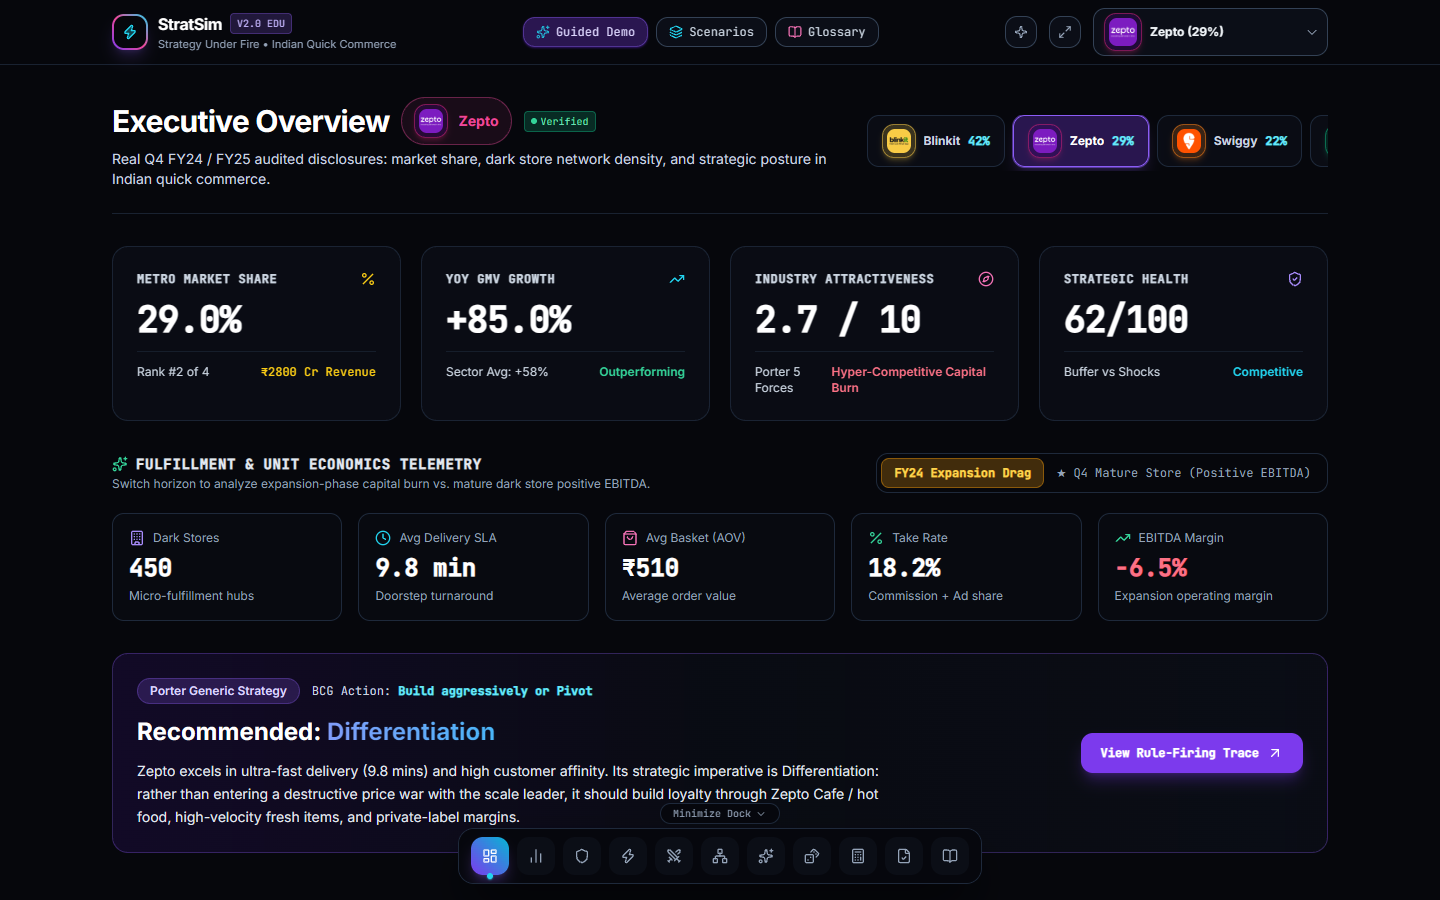 StratSim V2.0 EDU
Strategy Under Fire • Indian Quick Commerce
Guided Demo
Scenarios
Glossary
zepto
Zepto (29%)
Executive Overview
zepto
Zepto
Verified
Real Q4 FY24 / FY25 audited disclosures: market share, dark store network density, and strategic posture in
Indian quick commerce.
blinkit
Blinkit 42%
zepto
Zepto 29%
Swiggy 22%
METRO MARKET SHARE
29.0%
Rank #2 of 4
₹2800 Cr Revenue
YOY GMV GROWTH
+85.0%
Sector Avg: +58%
Outperforming
INDUSTRY ATTRACTIVENESS
2.7 / 10
Porter 5
Forces
Hyper-Competitive Capital
Burn
STRATEGIC HEALTH
62/100
Buffer vs Shocks
Competitive
FULFILLMENT & UNIT ECONOMICS TELEMETRY
Switch horizon to analyze expansion-phase capital burn vs. mature dark store positive EBITDA.
FY24 Expansion Drag
★ Q4 Mature Store (Positive EBITDA)
Dark Stores
450
Micro-fulfillment hubs
Avg Delivery SLA
9.8 min
Doorstep turnaround
Avg Basket (AOV)
₹510
Average order value
Take Rate
18.2%
Commission + Ad share
EBITDA Margin
-6.5%
Expansion operating margin
Porter Generic Strategy
BCG Action: Build aggressively or Pivot
Recommended: Differentiation
Zepto excels in ultra-fast delivery (9.8 mins) and high customer affinity. Its strategic imperative is Differentiation:
rather than entering a destructive price war with the scale leader, it should build loyalty through Zepto Cafe / hot
food, high-velocity fresh items, and private-label margins.
View Rule-Firing Trace
Minimize Dock